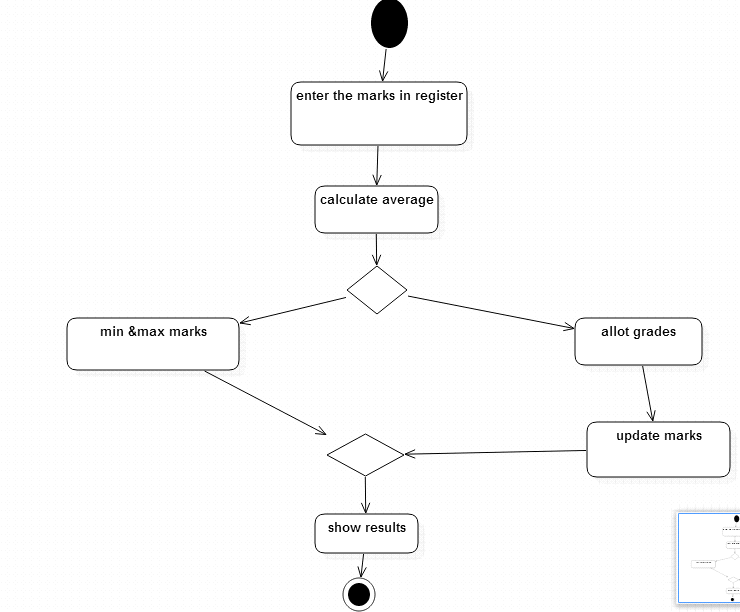 enter the marks in register
calculate average
min &max marks
allot grades
update marks
show results